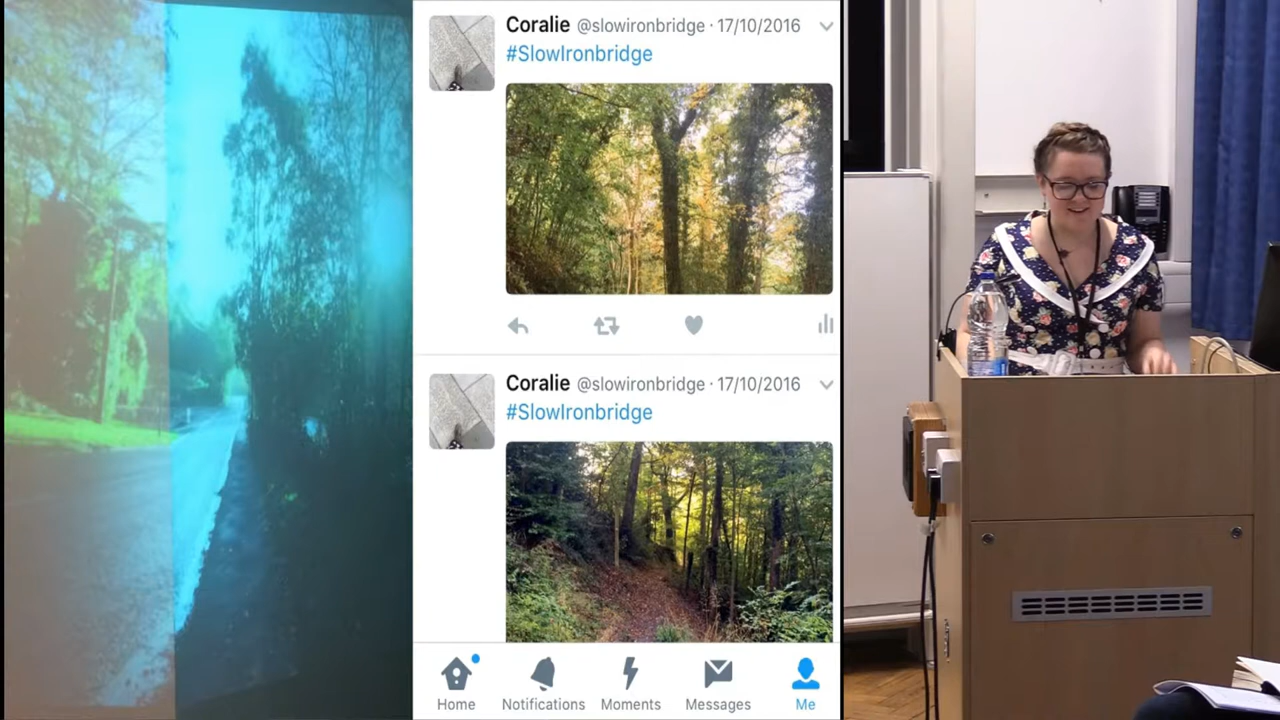 Coralie @slowironbridge · 17/10/2016
#SlowIronbridge
Coralie @slowironbridge · 17/10/2016
#SlowIronbridge
Home
Notifications
Moments
Messages
Me